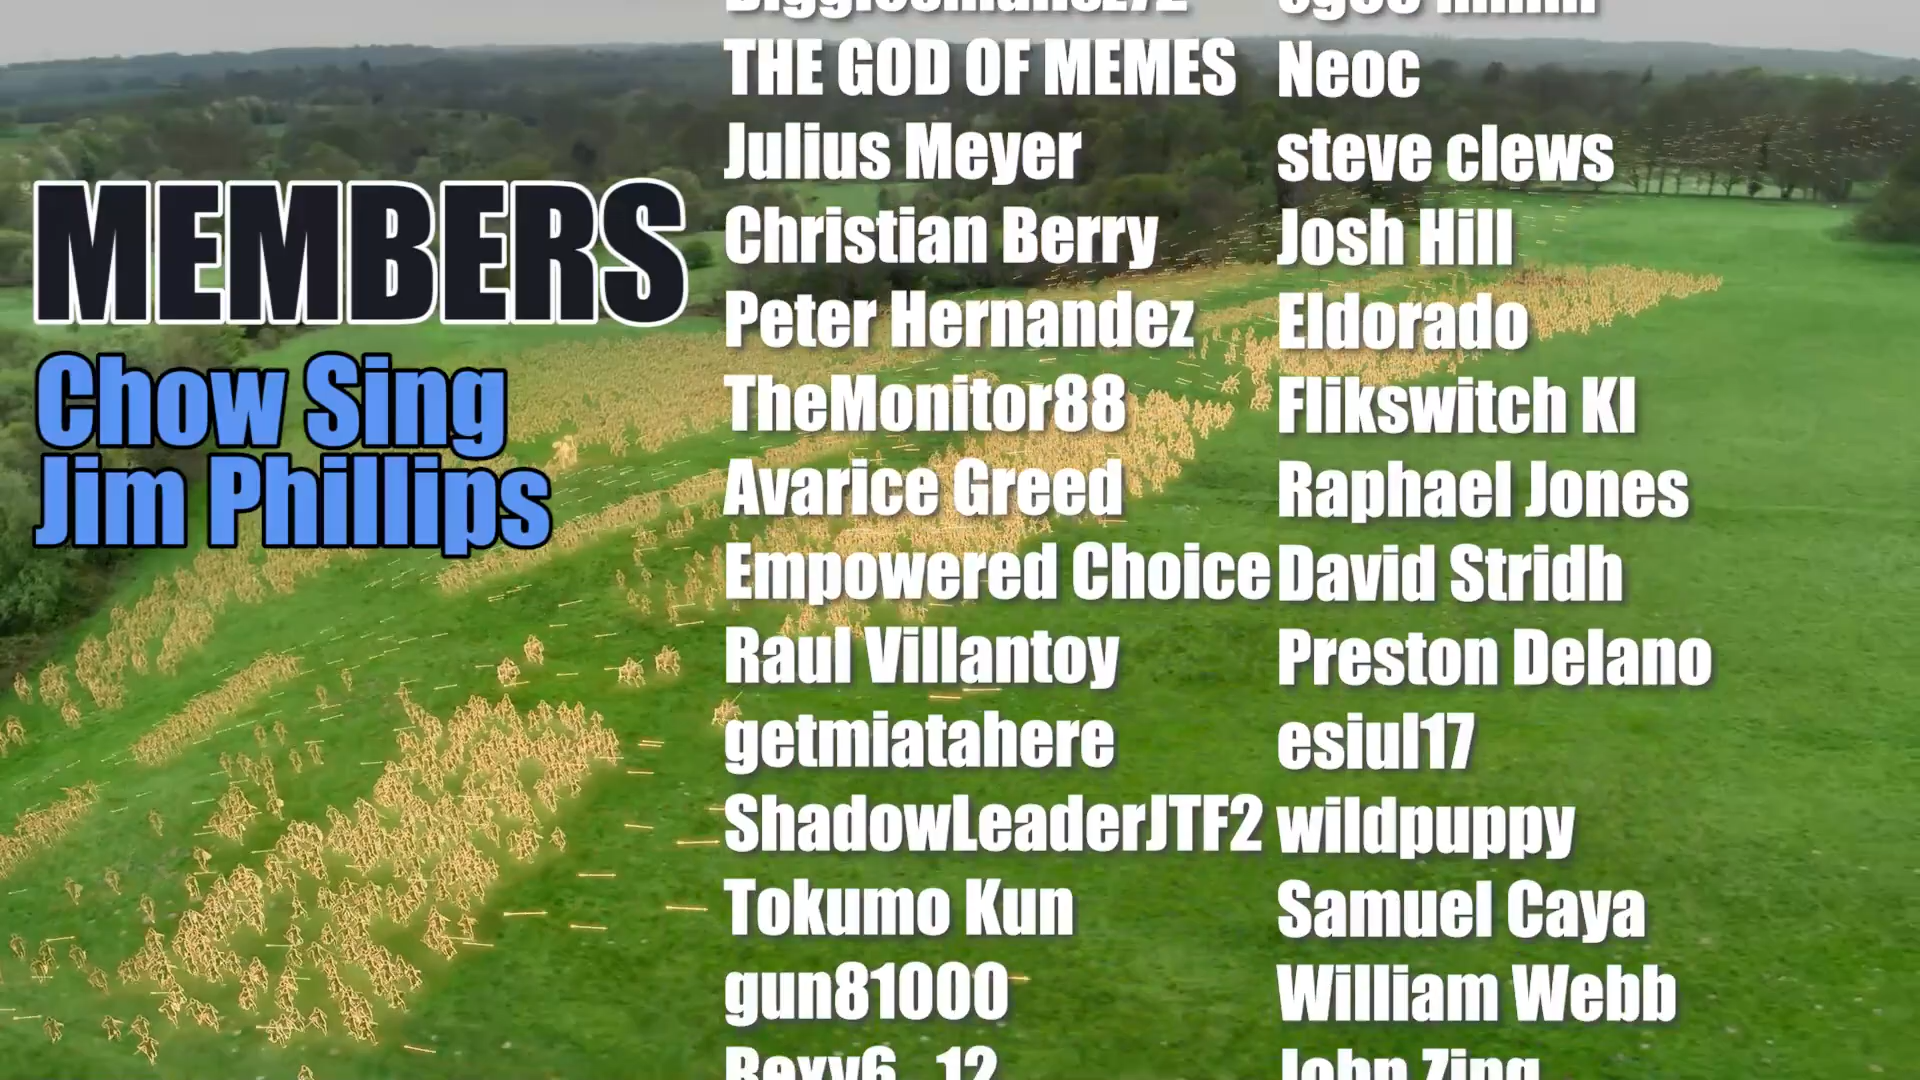 MEMBERS
Chow Sing
Jim Phillips
THE GOD OF MEMES
Julius Meyer
Christian Berry
Peter Hernandez
TheMonitor88
Avarice Greed
Empowered Choice
Raul Villantoy
getmiatahere
ShadowLeaderJTF2
Tokumo Kun
gun81000
Neoc
steve clews
Josh Hill
Eldorado
Flikswitch KI
Raphael Jones
David Stridh
Preston Delano
esiul17
wildpuppy
Samuel Caya
William Webb
John Zing